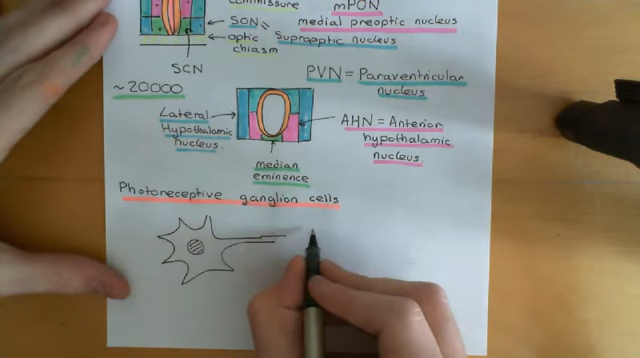 commissure
mPON
medial preoptic nucleus
SON =
Supraoptic nucleus
optic
chiasm
SCN
PVN = Paraventricular
nucleus
~20000
Lateral
Hypothalamic
nucleus.
AHN = Anterior
hypothalamic
nucleus.
median
eminence
Photoreceptive ganglion cells